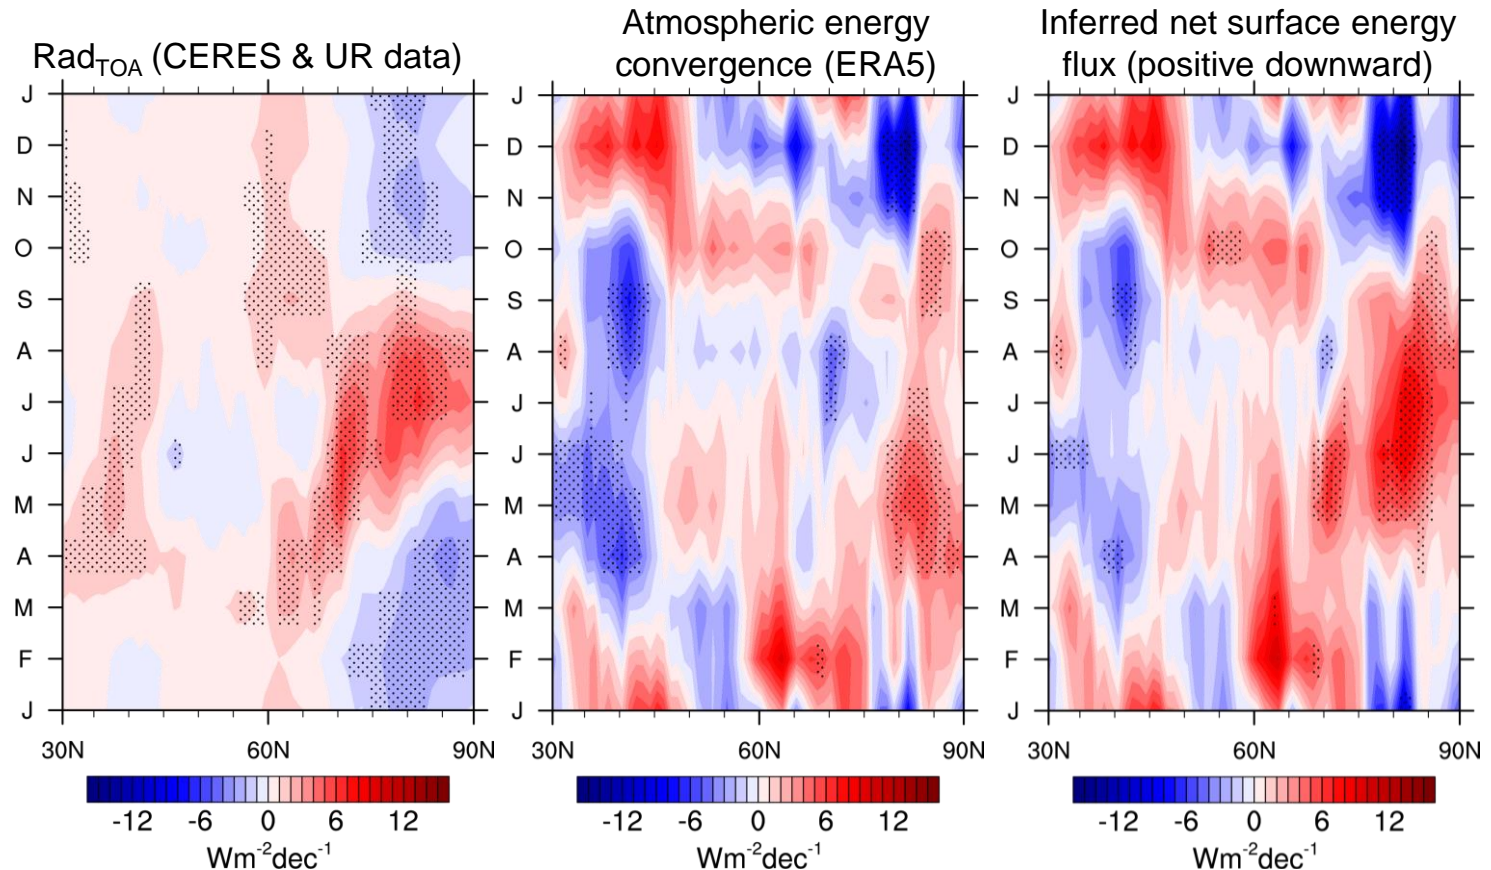 Rad_TOA (CERES & UR data)
Atmospheric energy
convergence (ERA5)
Inferred net surface energy
flux (positive downward)
J
D
N
O
S
A
J
J
M
A
M
F
J
30N 60N 90N
-12 -6 0 6 12
Wm⁻²dec⁻¹
J
D
N
O
S
A
J
J
M
A
M
F
J
30N 60N 90N
-12 -6 0 6 12
Wm⁻²dec⁻¹
J
D
N
O
S
A
J
J
M
A
M
F
J
30N 60N 90N
-12 -6 0 6 12
Wm⁻²dec⁻¹